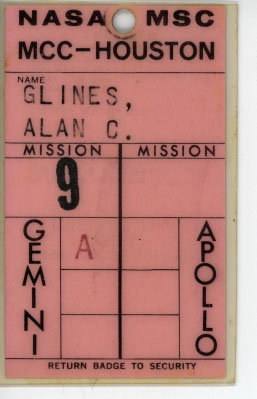 NASA MSC
MCC-HOUSTON
NAME
GLINES,
ALAN C.
MISSION MISSION
9
GEMINI A APOLLO
RETURN BADGE TO SECURITY